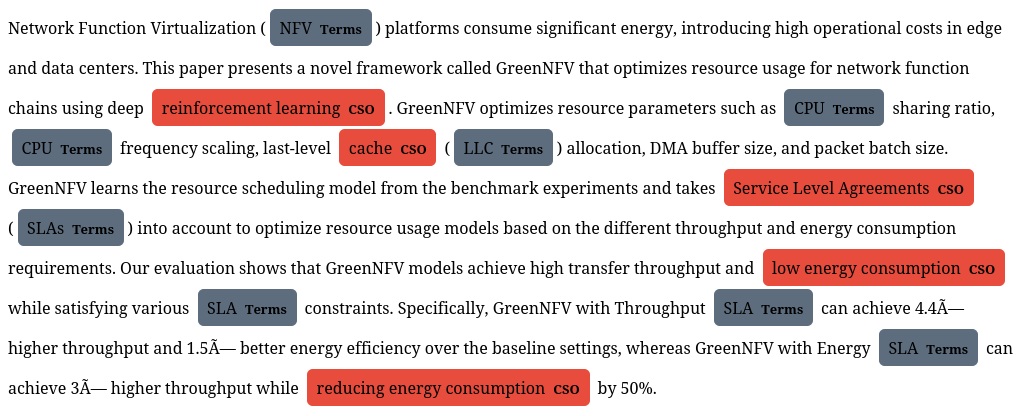 Network Function Virtualization ( NFV Terms ) platforms consume significant energy, introducing high operational costs in edge
and data centers. This paper presents a novel framework called GreenNFV that optimizes resource usage for network function
chains using deep reinforcement learning CSO . GreenNFV optimizes resource parameters such as CPU Terms sharing ratio,
CPU Terms frequency scaling, last-level cache CSO ( LLC Terms ) allocation, DMA buffer size, and packet batch size.
GreenNFV learns the resource scheduling model from the benchmark experiments and takes Service Level Agreements CSO
( SLAs Terms ) into account to optimize resource usage models based on the different throughput and energy consumption
requirements. Our evaluation shows that GreenNFV models achieve high transfer throughput and low energy consumption CSO
while satisfying various SLA Terms constraints. Specifically, GreenNFV with Throughput SLA Terms can achieve 4.4Ã—
higher throughput and 1.5Ã— better energy efficiency over the baseline settings, whereas GreenNFV with Energy SLA Terms can
achieve 3Ã— higher throughput while reducing energy consumption CSO by 50%.